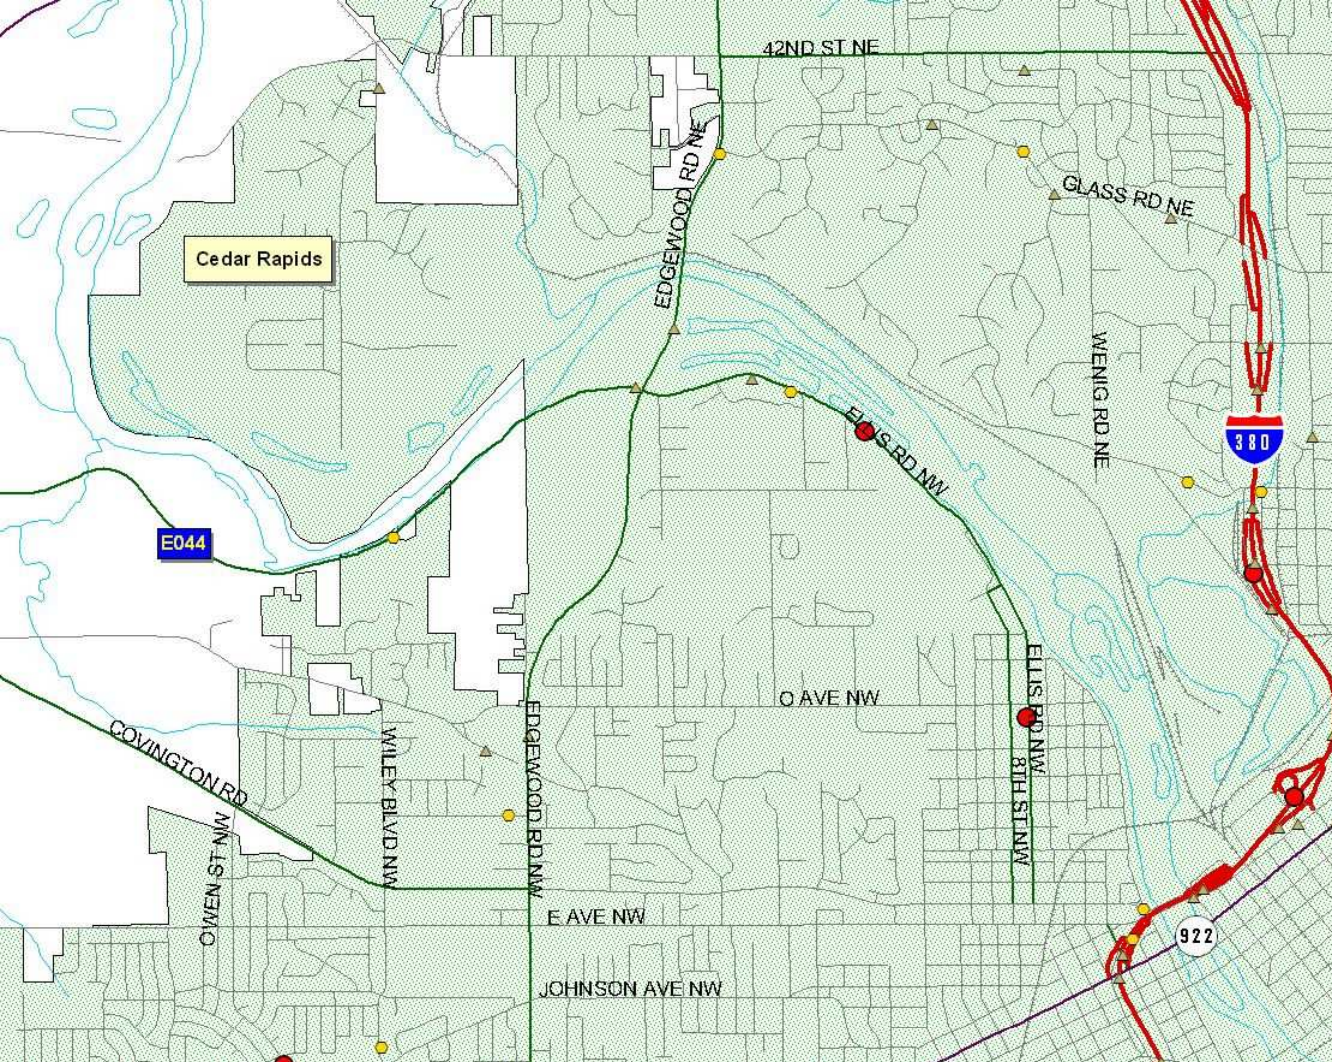 42ND ST NE
EDGEWOOD RD NE
GLASS RD NE
Cedar Rapids
WENIG RD NE
380
ELLIS RD NW
E044
O AVE NW
ELLIS RD NW
COVINGTON RD
WILEY BLVD NW
EDGEWOOD RD NW
8TH ST NW
OWEN ST NW
E AVE NW
922
JOHNSON AVE NW